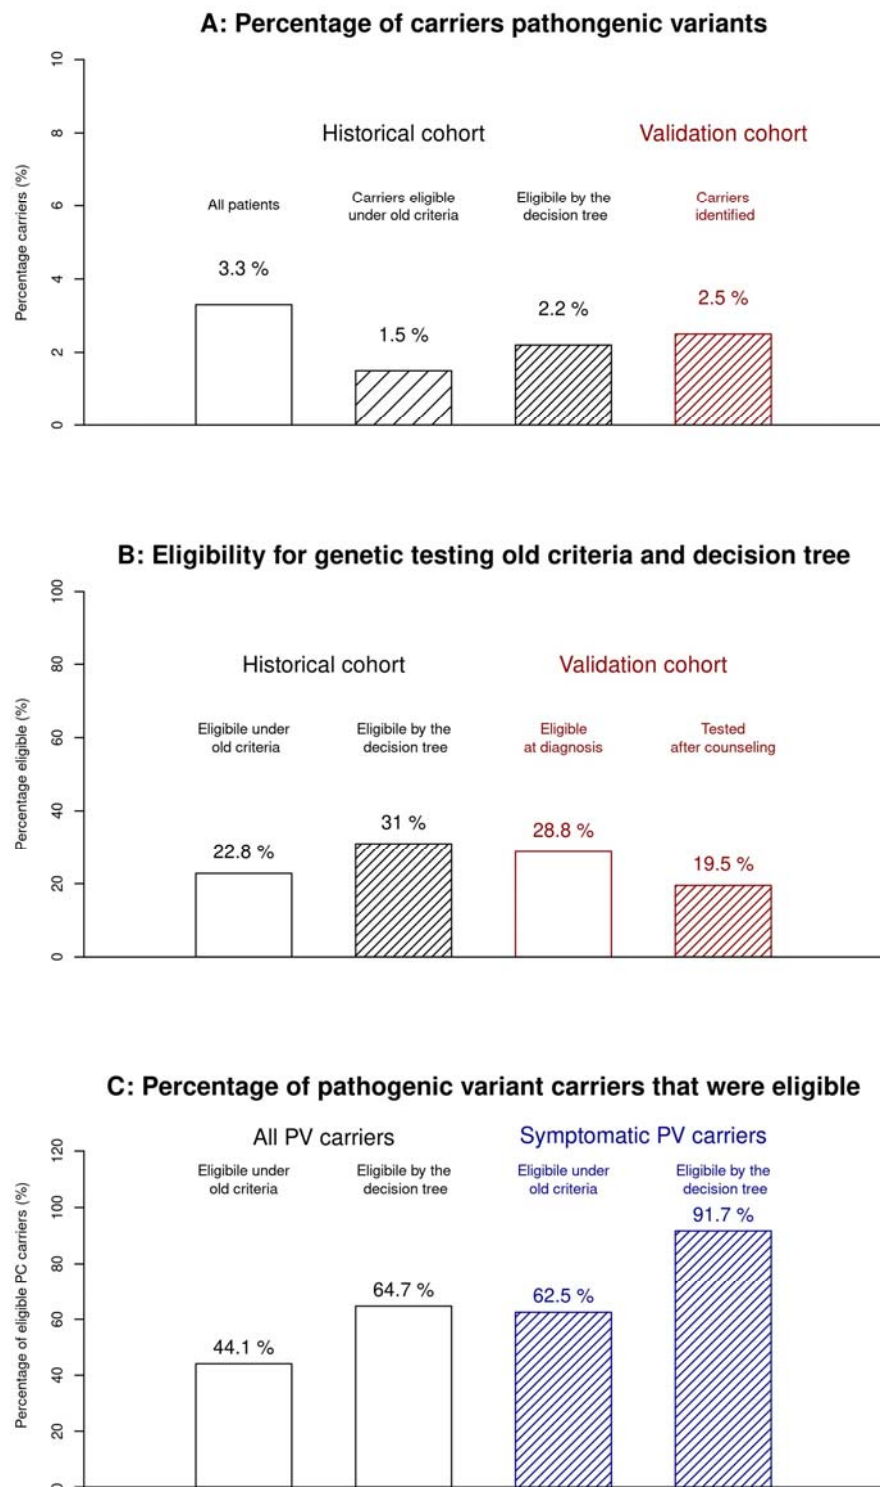 A: Percentage of carriers pathongenic variants
Percentage carriers (%)
10
8
6
4
2
0
Historical cohort
Validation cohort
All patients
Carriers eligible
under old criteria
Eligibile by the
decision tree
Carriers
identified
3.3 %
1.5 %
2.2 %
2.5 %
B: Eligibility for genetic testing old criteria and decision tree
Percentage eligible (%)
100
80
60
40
20
0
Historical cohort
Validation cohort
Eligibile under
old criteria
Eligibile by the
decision tree
Eligible
at diagnosis
Tested
after counseling
22.8 %
31 %
28.8 %
19.5 %
C: Percentage of pathogenic variant carriers that were eligible
Percentage of eligible PC carriers (%)
120
100
80
60
40
20
0
All PV carriers
Symptomatic PV carriers
Eligibile under
old criteria
Eligibile by the
decision tree
Eligibile under
old criteria
Eligibile by the
decision tree
44.1 %
64.7 %
62.5 %
91.7 %